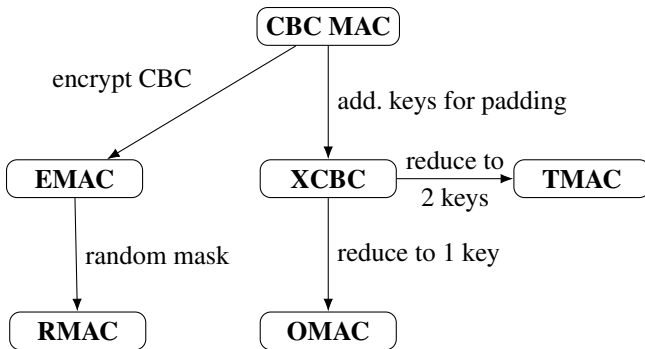 CBC MAC
encrypt CBC
add. keys for padding
EMAC
XCBC
reduce to
2 keys
TMAC
random mask
reduce to 1 key
RMAC
OMAC